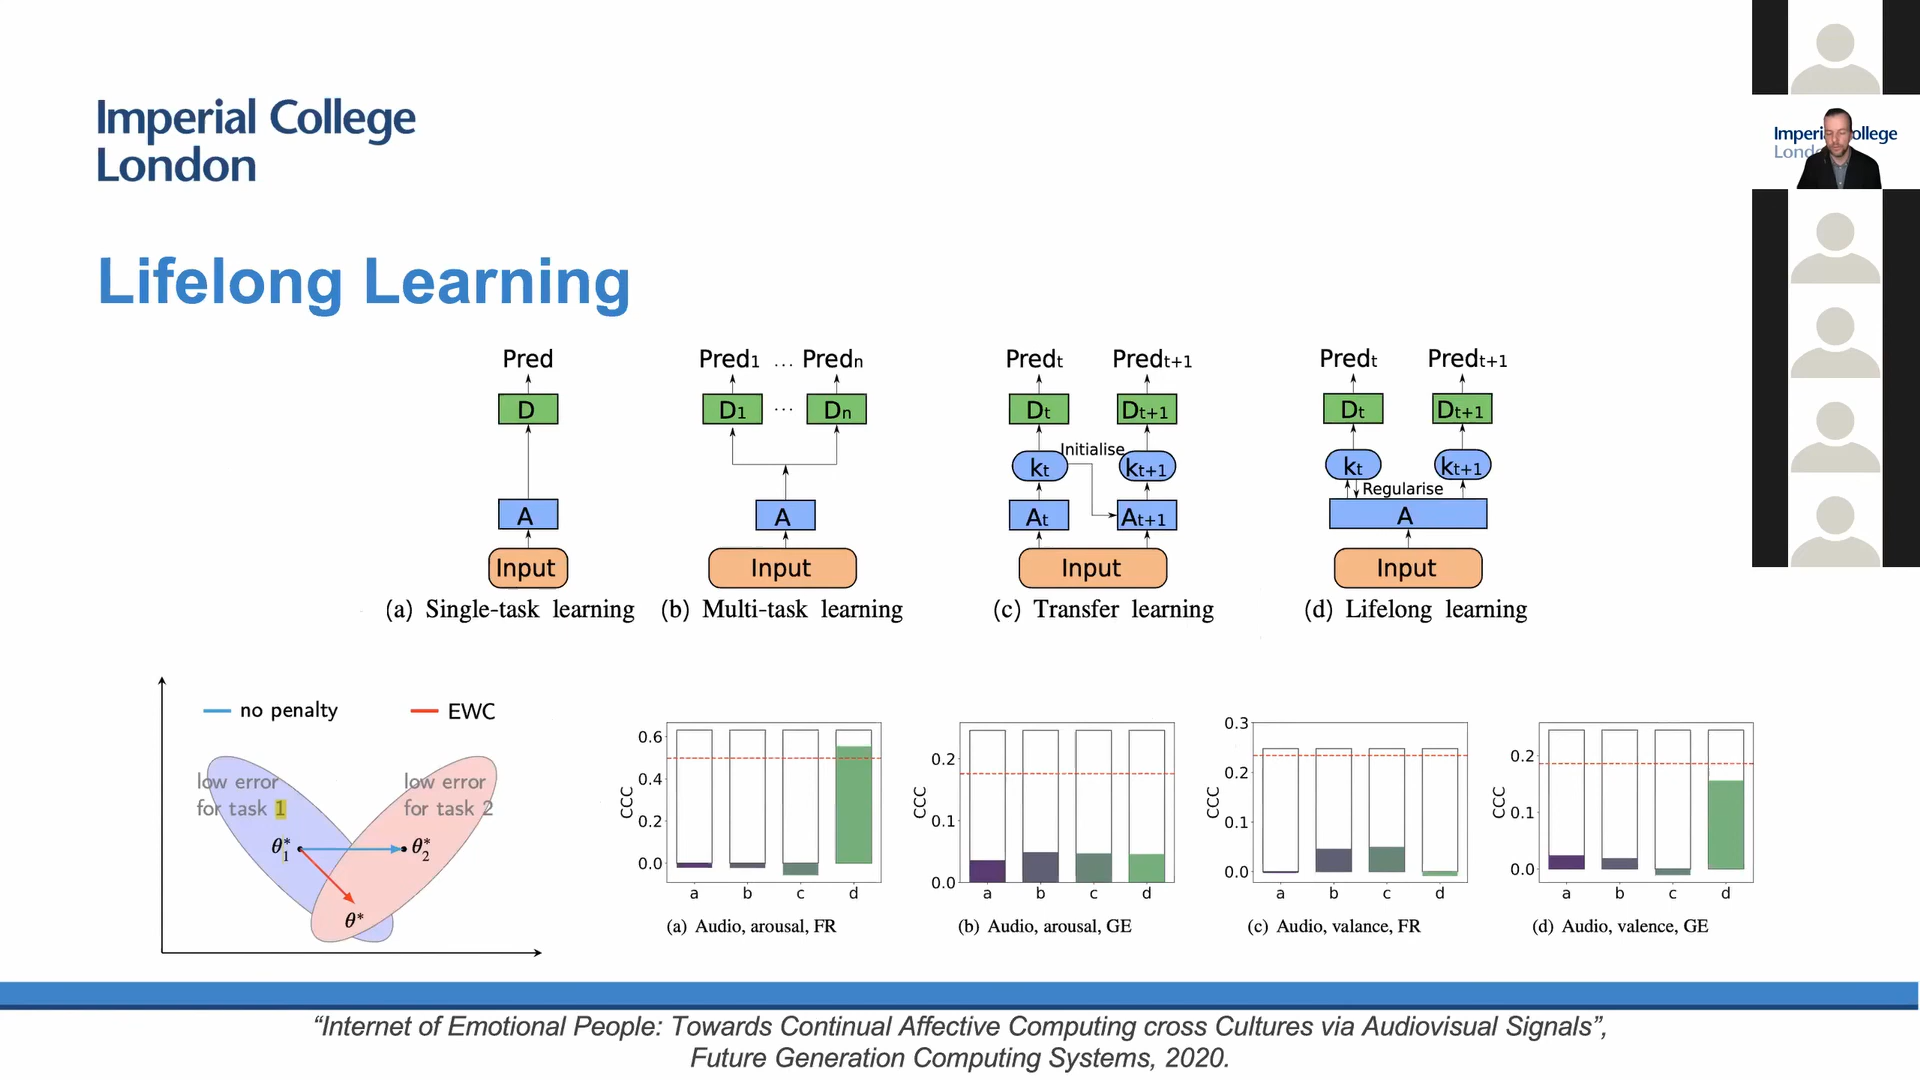 Imperial College
London
Imperi ollege
Lond
Lifelong Learning
Pred
D
A
Input
(a) Single-task learning
Pred1 ... Predn
D1 ... Dn
A
Input
(b) Multi-task learning
Predt Predt+1
Dt Dt+1
Initialise
kt kt+1
At At+1
Input
(c) Transfer learning
Predt Predt+1
Dt Dt+1
kt kt+1
Regularise
A
Input
(d) Lifelong learning
no penalty EWC
low error
for task 1
low error
for task 2
θ*1 θ*2
θ*
CCC
0.6
0.4
0.2
0.0
a b c d
(a) Audio, arousal, FR
CCC
0.2
0.1
0.0
a b c d
(b) Audio, arousal, GE
CCC
0.3
0.2
0.1
0.0
a b c d
(c) Audio, valance, FR
CCC
0.2
0.1
0.0
a b c d
(d) Audio, valence, GE
“Internet of Emotional People: Towards Continual Affective Computing cross Cultures via Audiovisual Signals”,
Future Generation Computing Systems, 2020.